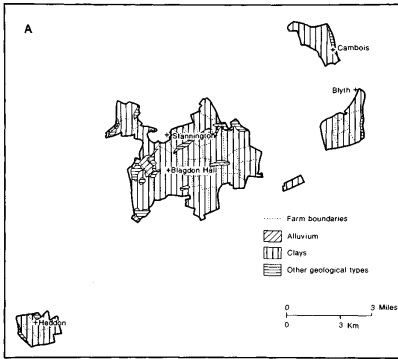 A
Cambois
Blyth
Stannington
Blagdon Hall
Farm boundaries
Alluvium
Clays
Other geological types
0 3 Miles
0 3 Km
Heddon